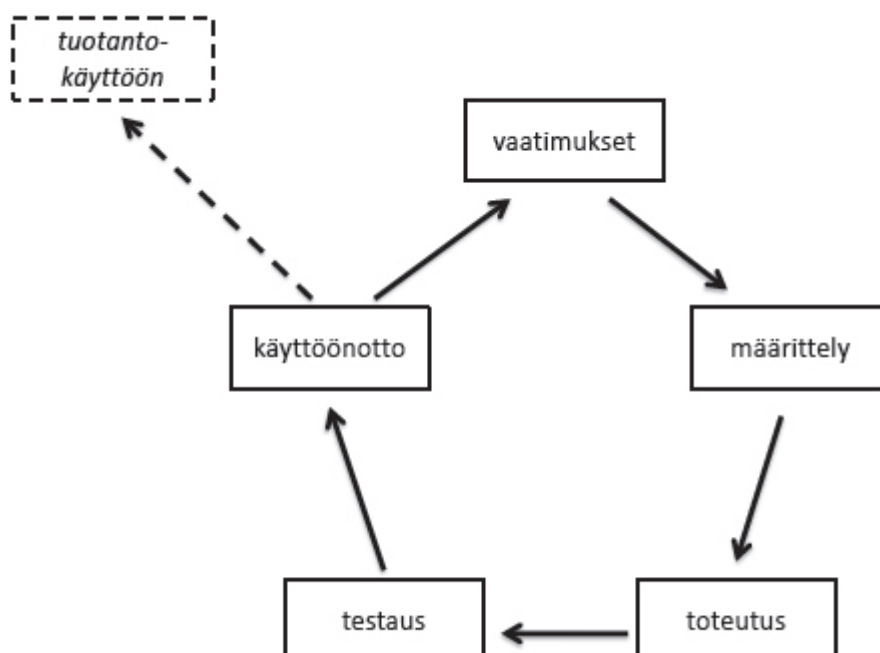 tuotanto-
käyttöön
vaatimukset
käyttöönotto
määrittely
testaus
toteutus